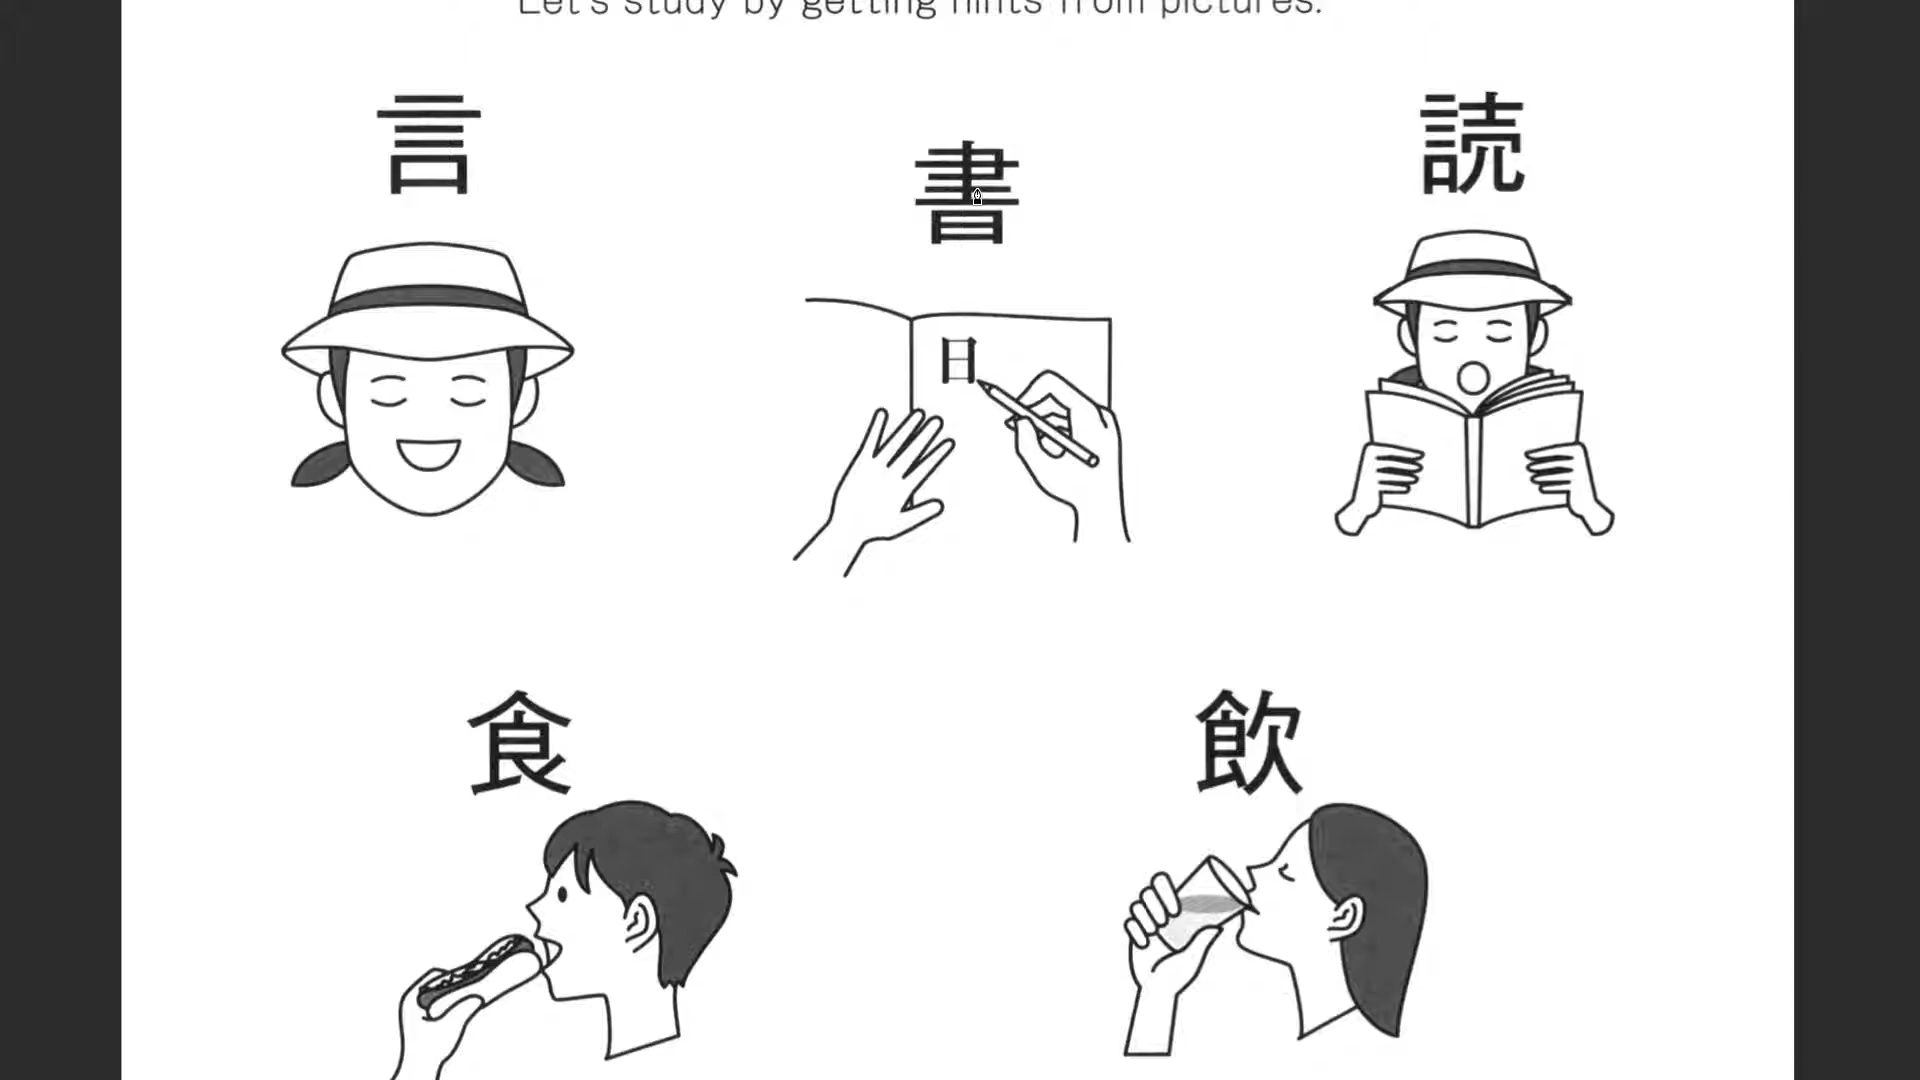 Let's study by getting hints from pictures.
言
書
読
日
食
飲